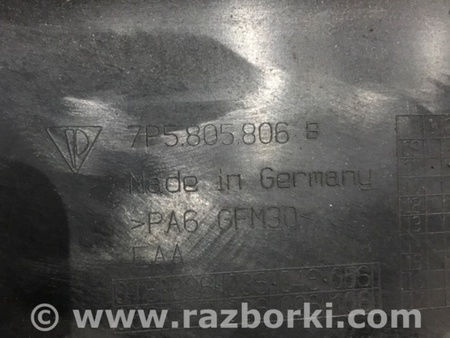 7P5.805.806 B
Made in Germany
>PA6 GFM30<
EAA
© www.razborki.com